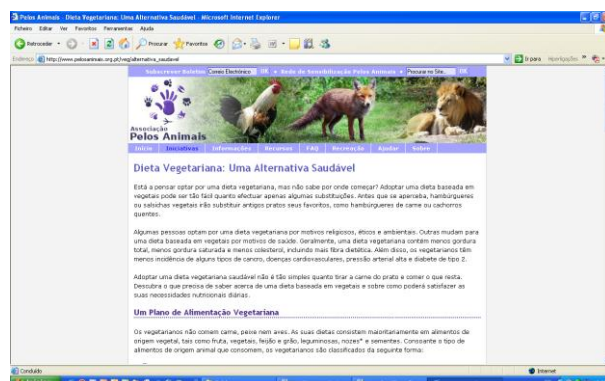 Pelos Animais - Dieta Vegetariana: Uma Alternativa Saudável - Microsoft Internet Explorer
Ficheiro Editar Ver Favoritos Ferramentas Ajuda
Retroceder Procurar Favoritos
Endereço http://www.pelosanimais.org.pt/veg/alternativa_saudavel Ir para Hiperligações
Subscrever Boletim Correio Electrónico OK • Rede de Sensibilização Pelos Animais • Procurar no Site... OK
Associação
Pelos Animais
Início Iniciativas Informações Recursos FAQ Recreação Ajudar Sobre
Dieta Vegetariana: Uma Alternativa Saudável
Está a pensar optar por uma dieta vegetariana, mas não sabe por onde começar? Adoptar uma dieta baseada em
vegetais pode ser tão fácil quanto efectuar apenas algumas substituições. Antes que se aperceba, hambúrgueres
ou salsichas vegetais irão substituir antigos pratos seus favoritos, como hambúrgueres de carne ou cachorros
quentes.
Algumas pessoas optam por uma dieta vegetariana por motivos religiosos, éticos e ambientais. Outras mudam para
uma dieta baseada em vegetais por motivos de saúde. Geralmente, uma dieta vegetariana contém menos gordura
total, menos gordura saturada e menos colesterol, incluindo mais fibra dietética. Além disso, os vegetarianos têm
menos incidência de alguns tipos de cancro, doenças cardiovasculares, pressão arterial alta e diabete de tipo 2.
Adoptar uma dieta vegetariana saudável não é tão simples quanto tirar a carne do prato e comer o que resta.
Descubra o que precisa de saber acerca de uma dieta baseada em vegetais e sobre como poderá satisfazer as
suas necessidades nutricionais diárias.
Um Plano de Alimentação Vegetariana
Os vegetarianos não comem carne, peixe nem aves. As suas dietas consistem maioritariamente em alimentos de
origem vegetal, tais como fruta, vegetais, feijão e grão, leguminosas, nozes* e sementes. Consoante o tipo de
alimentos de origem animal que consomem, os vegetarianos são classificados da seguinte forma:
Concluído Internet